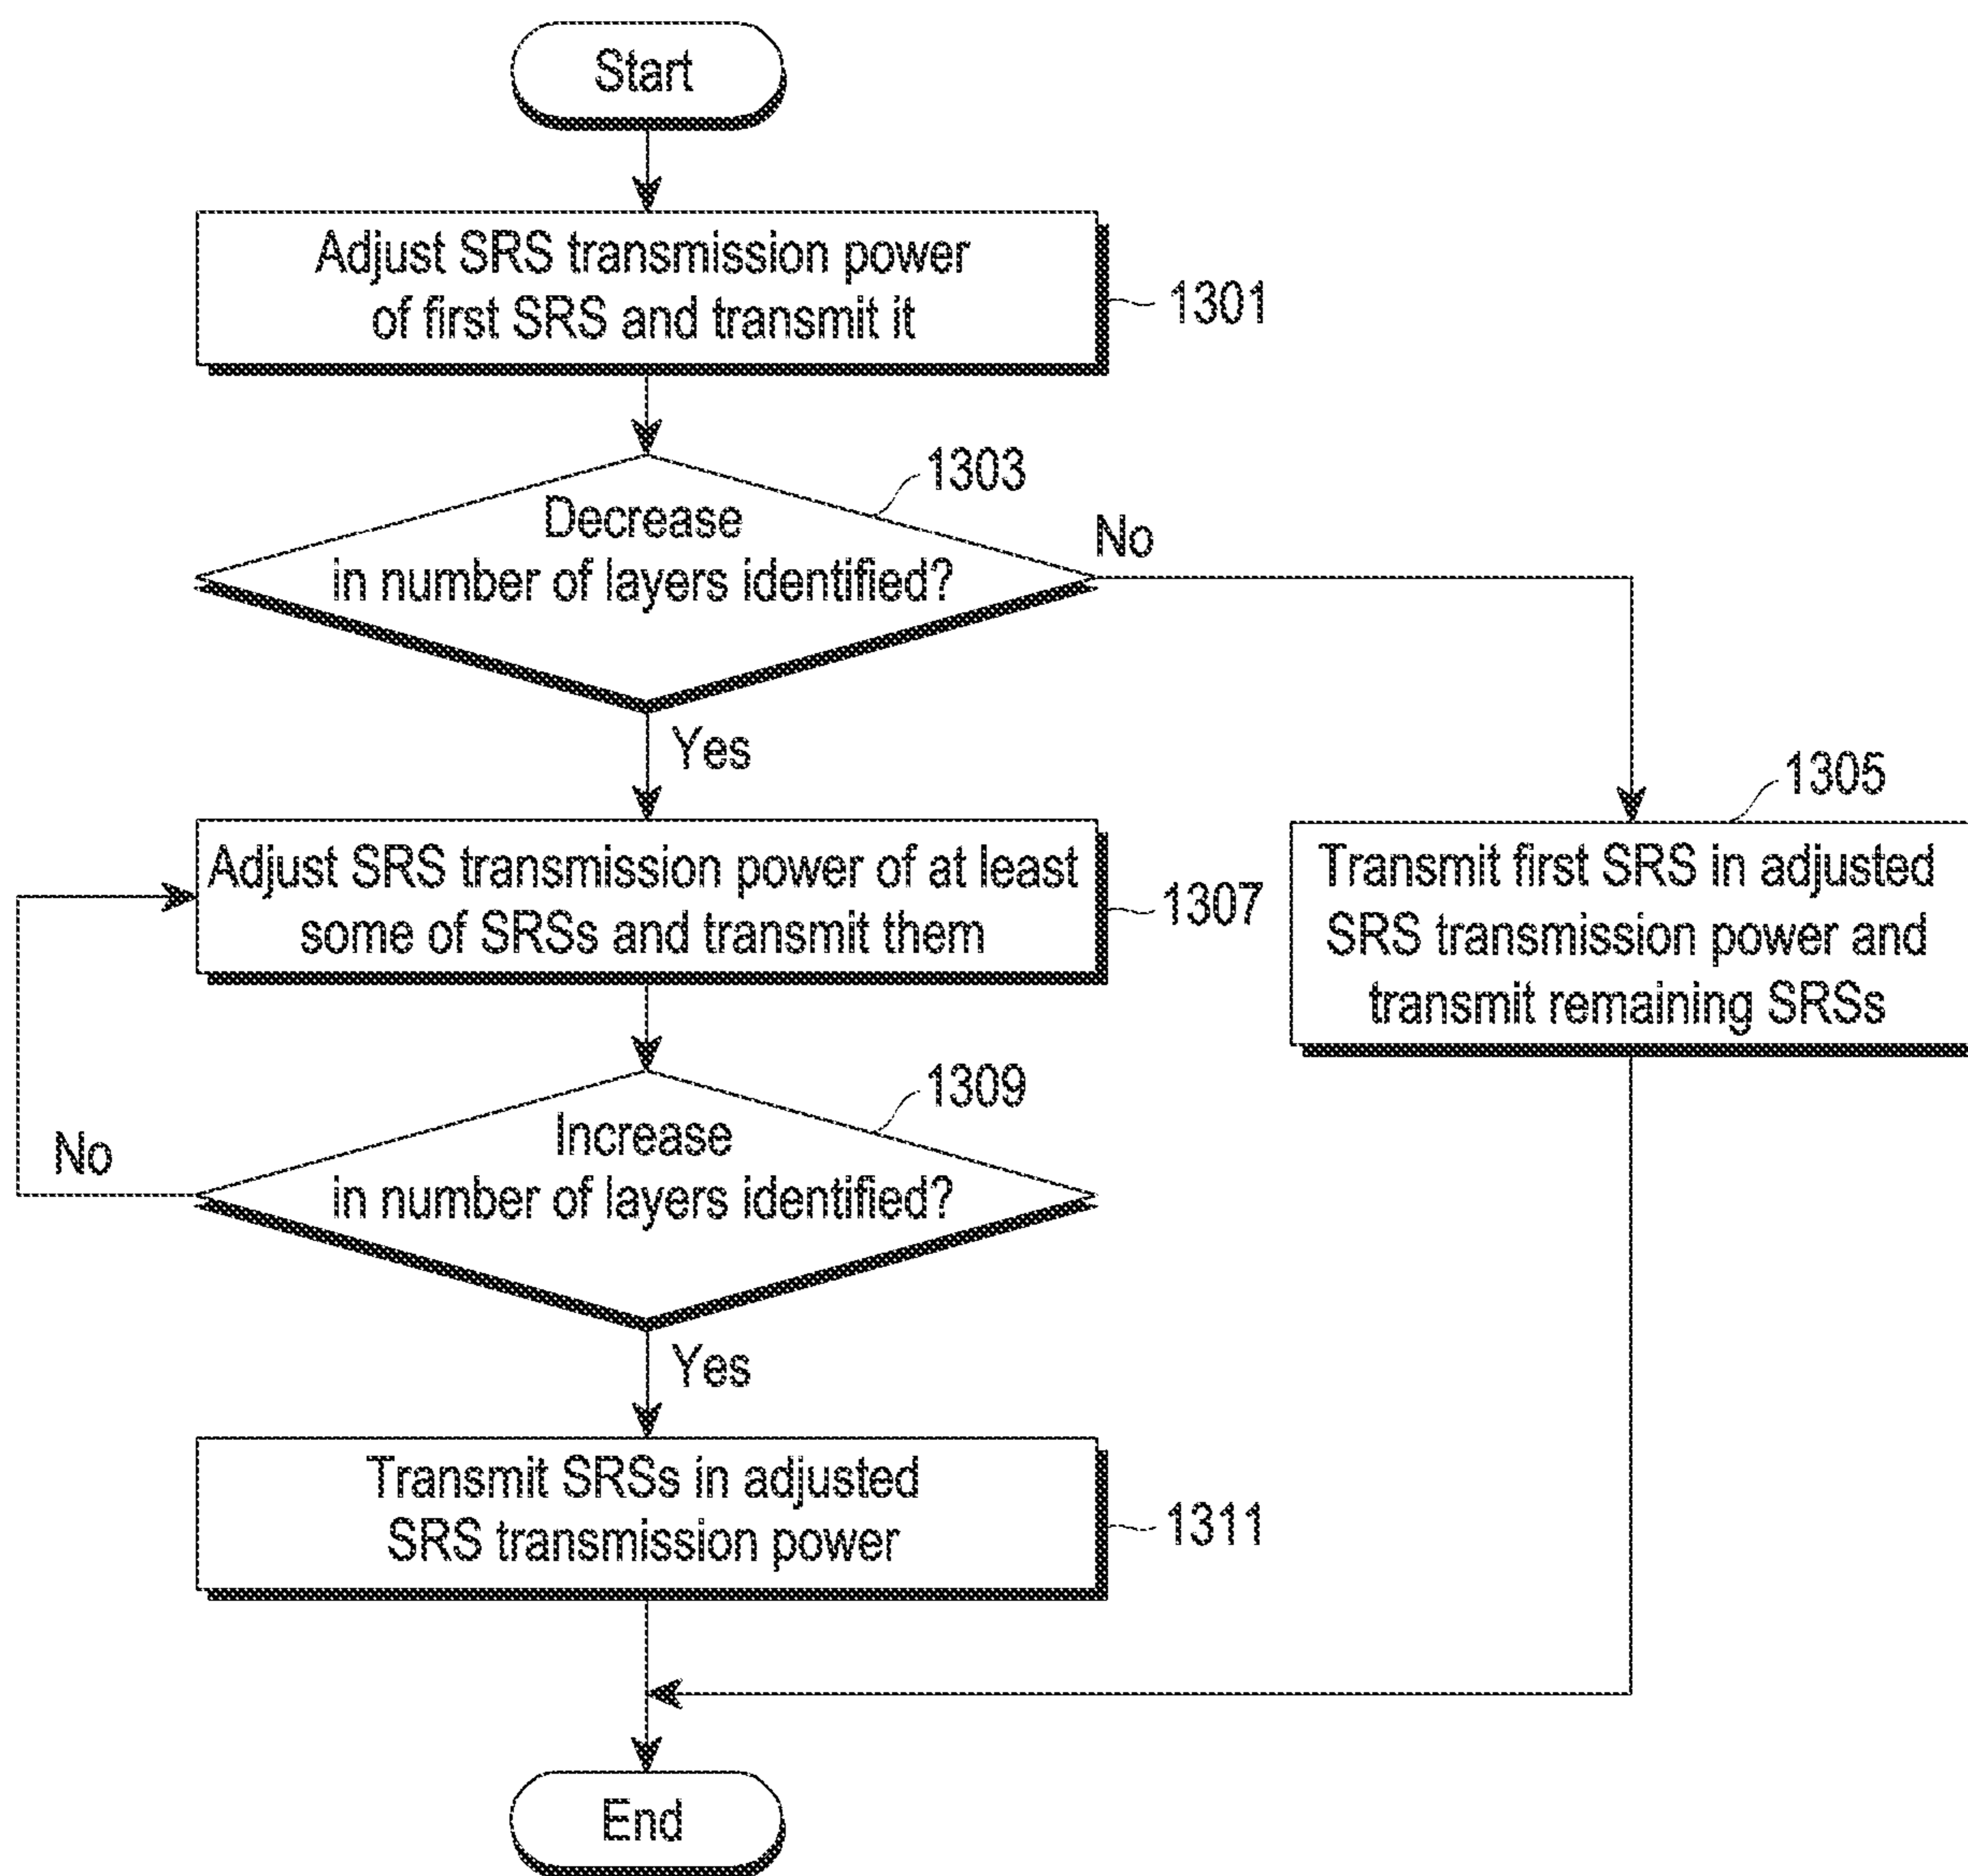 Start
Adjust SRS transmission power
of first SRS and transmit it
1301
1303
Decrease
in number of layers identified?
No
Yes
1305
Transmit first SRS in adjusted
SRS transmission power and
transmit remaining SRSs
Adjust SRS transmission power of at least
some of SRSs and transmit them
1307
1309
Increase
in number of layers identified?
No
Yes
Transmit SRSs in adjusted
SRS transmission power
1311
End